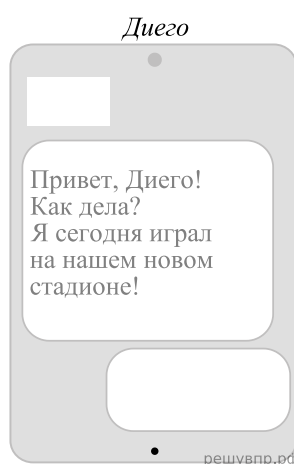 Диего
Привет, Диего!
Как дела?
Я сегодня играл
на нашем новом
стадионе!
решувпр.рф